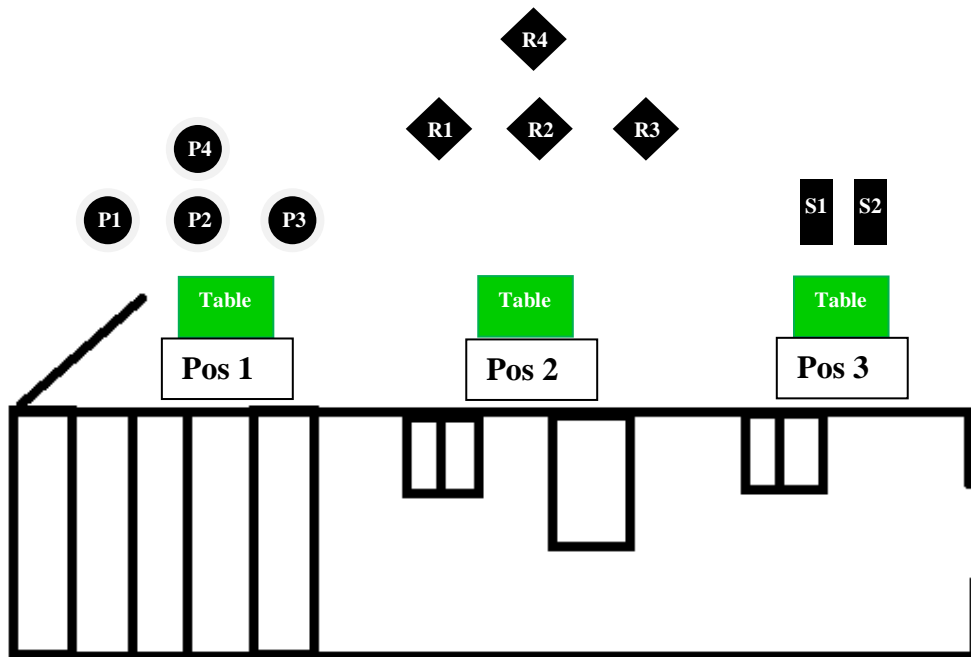 R4
R1 R2 R3
P4
P1 P2 P3
S1 S2
Table Table Table
Pos 1 Pos 2 Pos 3